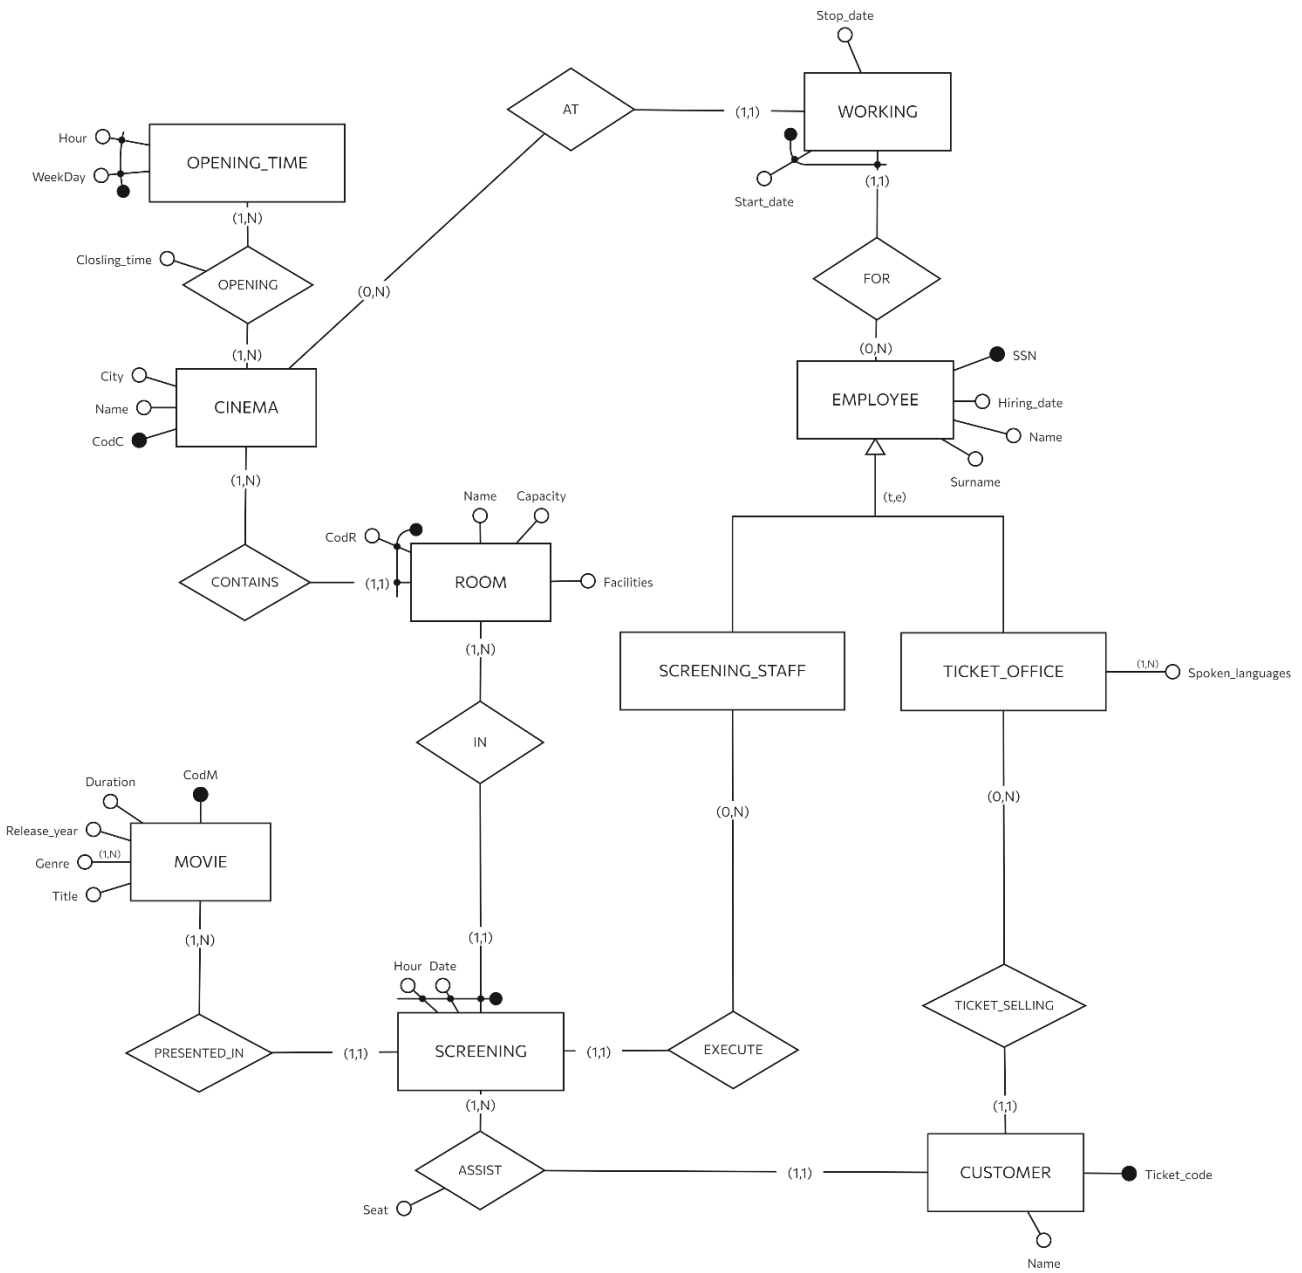 Stop_date
AT
(1,1)
WORKING
Hour
OPENING_TIME
WeekDay
(1,1)
Start_date
(1,N)
Closling_time
OPENING
FOR
(0,N)
(1,N)
(0,N)
SSN
City
EMPLOYEE
Hiring_date
CINEMA
Name
Name
CodC
Surname
(1,N)
(t,e)
Name
Capacity
CodR
CONTAINS
(1,1)
ROOM
Facilities
(1,N)
SCREENING_STAFF
TICKET_OFFICE
(1,N)
Spoken_languages
IN
CodM
Duration
(0,N)
(0,N)
Release_year
Genre
(1,N)
MOVIE
Title
(1,N)
(1,1)
Hour
Date
TICKET_SELLING
PRESENTED_IN
(1,1)
SCREENING
(1,1)
EXECUTE
(1,N)
(1,1)
ASSIST
(1,1)
CUSTOMER
Ticket_code
Seat
Name